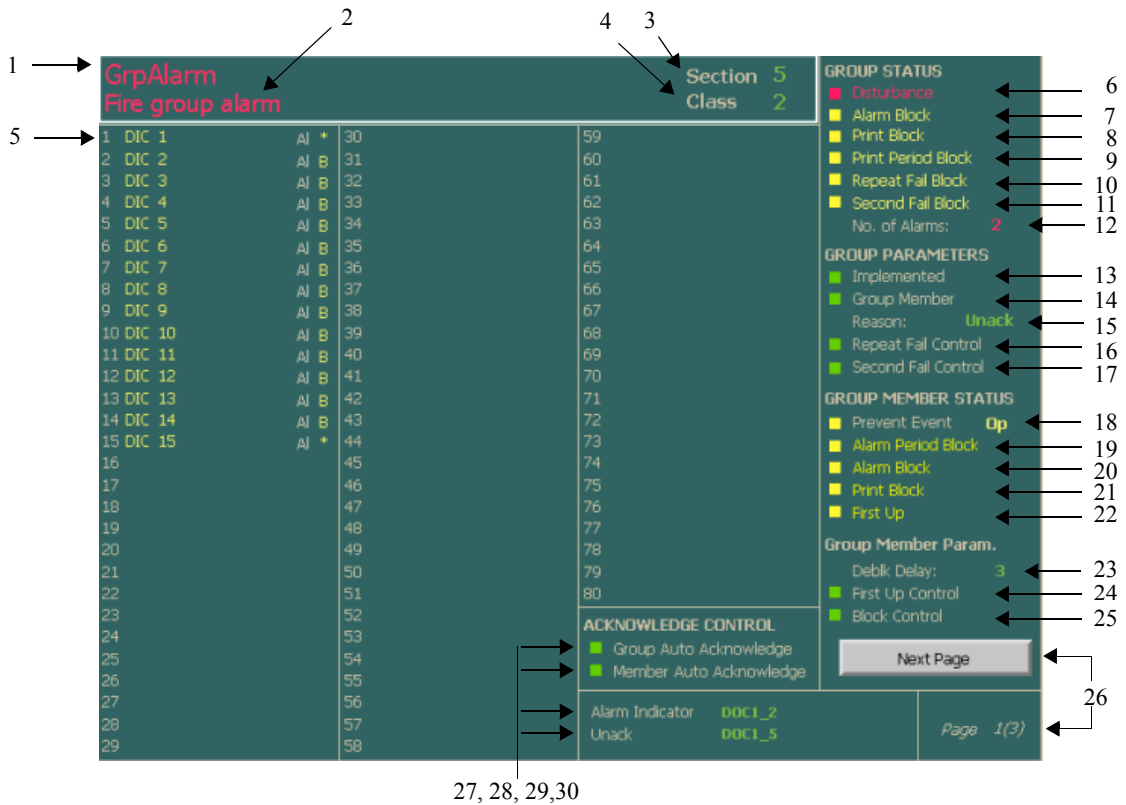 2
4
3
1
GrpAlarm
Fire group alarm
Section 5
Class 2
5
1 DIC 1 Al *
2 DIC 2 Al B
3 DIC 3 Al B
4 DIC 4 Al B
5 DIC 5 Al B
6 DIC 6 Al B
7 DIC 7 Al B
8 DIC 8 Al B
9 DIC 9 Al B
10 DIC 10 Al B
11 DIC 11 Al B
12 DIC 12 Al B
13 DIC 13 Al B
14 DIC 14 Al B
15 DIC 15 Al *
16
17
18
19
20
21
22
23
24
25
26
27
28
29
30
31
32
33
34
35
36
37
38
39
40
41
42
43
44
45
46
47
48
49
50
51
52
53
54
55
56
57
58
59
60
61
62
63
64
65
66
67
68
69
70
71
72
73
74
75
76
77
78
79
80
ACKNOWLEDGE CONTROL
Group Auto Acknowledge
Member Auto Acknowledge
Alarm Indicator DOC1_2
Unack DOC1_5
GROUP STATUS
Disturbance 6
Alarm Block 7
Print Block 8
Print Period Block 9
Repeat Fail Block 10
Second Fail Block 11
No. of Alarms: 2 12
GROUP PARAMETERS
Implemented 13
Group Member 14
Reason: Unack 15
Repeat Fail Control 16
Second Fail Control 17
GROUP MEMBER STATUS
Prevent Event Op 18
Alarm Period Block 19
Alarm Block 20
Print Block 21
First Up 22
Group Member Param.
Deblk Delay: 3 23
First Up Control 24
Block Control 25
Next Page
26
Page 1(3)
27, 28, 29,30